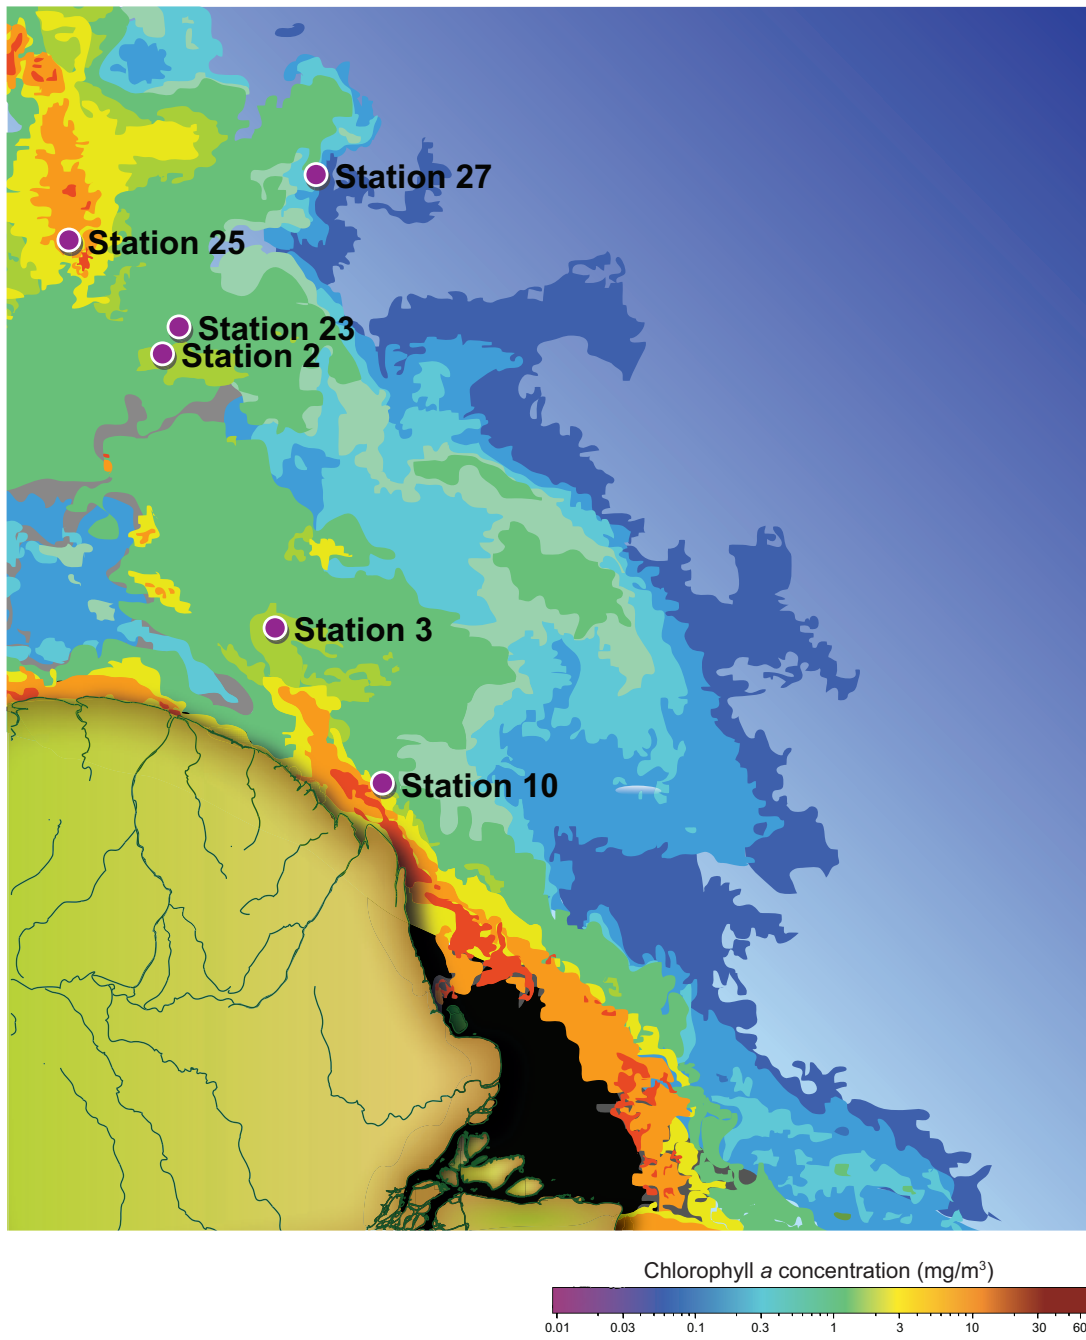 Station 27
Station 25
Station 23
Station 2
Station 3
Station 10
Chlorophyll a concentration (mg/m³)
0.01 0.03 0.1 0.3 1 3 10 30 60